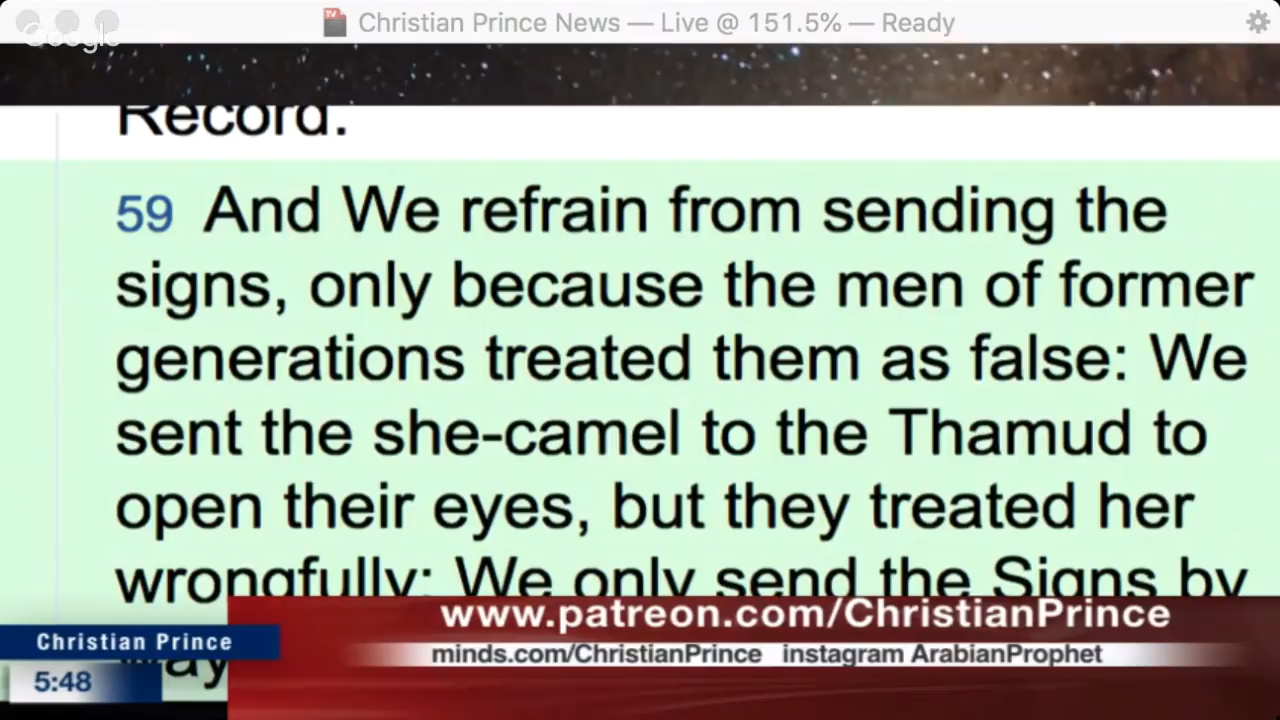 Christian Prince News — Live @ 151.5% — Ready
Google
Record.
59 And We refrain from sending the
signs, only because the men of former
generations treated them as false: We
sent the she-camel to the Thamud to
open their eyes, but they treated her
wrongfully: We only send the Signs by
way
www.patreon.com/ChristianPrince
Christian Prince
minds.com/ChristianPrince instagram ArabianProphet
5:48